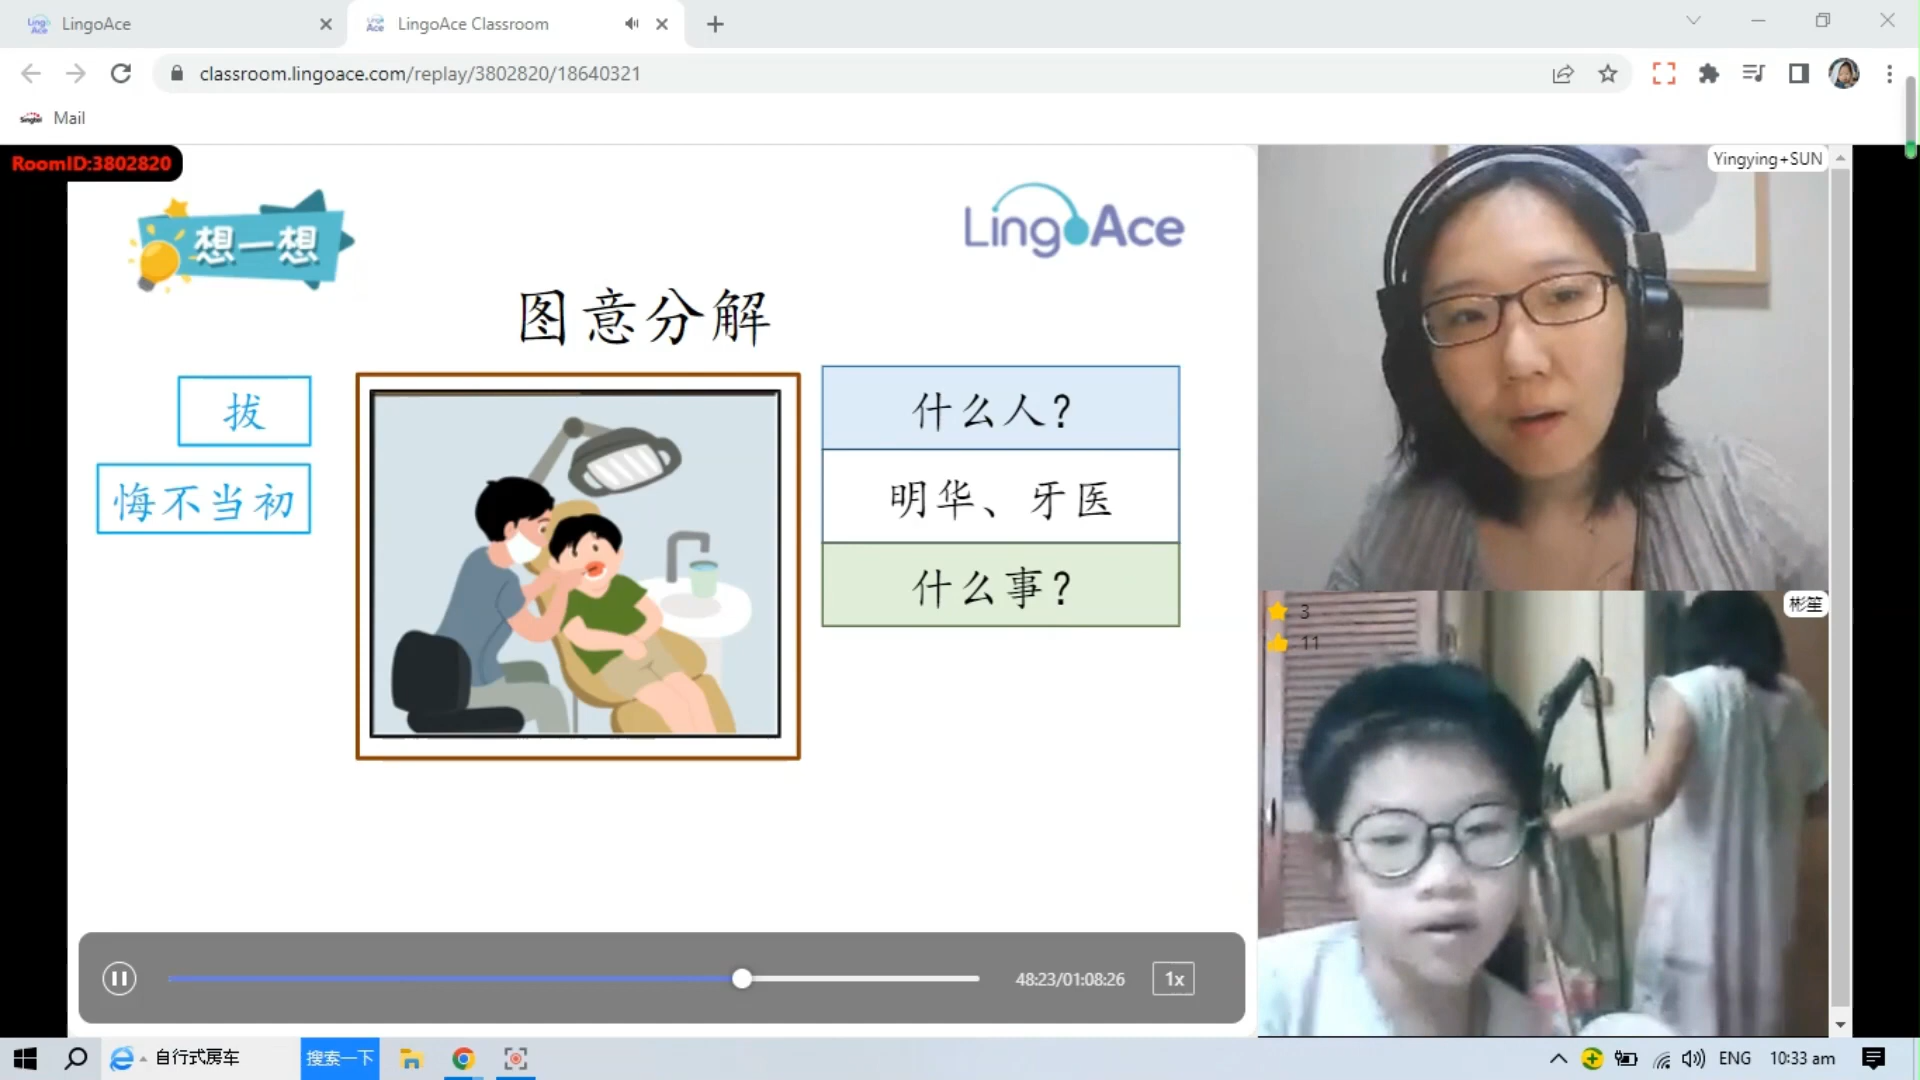 LingoAce
LingoAce Classroom
classroom.lingoace.com/replay/3802820/18640321
Singtel Mail
RoomID:3802820
想一想
LingoAce
图意分解
拔
悔不当初
什么人?
明华、牙医
什么事?
Yingying+SUN
彬笙
3
11
48:23/01:08:26
1x
自行式房车
搜索一下
ENG
10:33 am